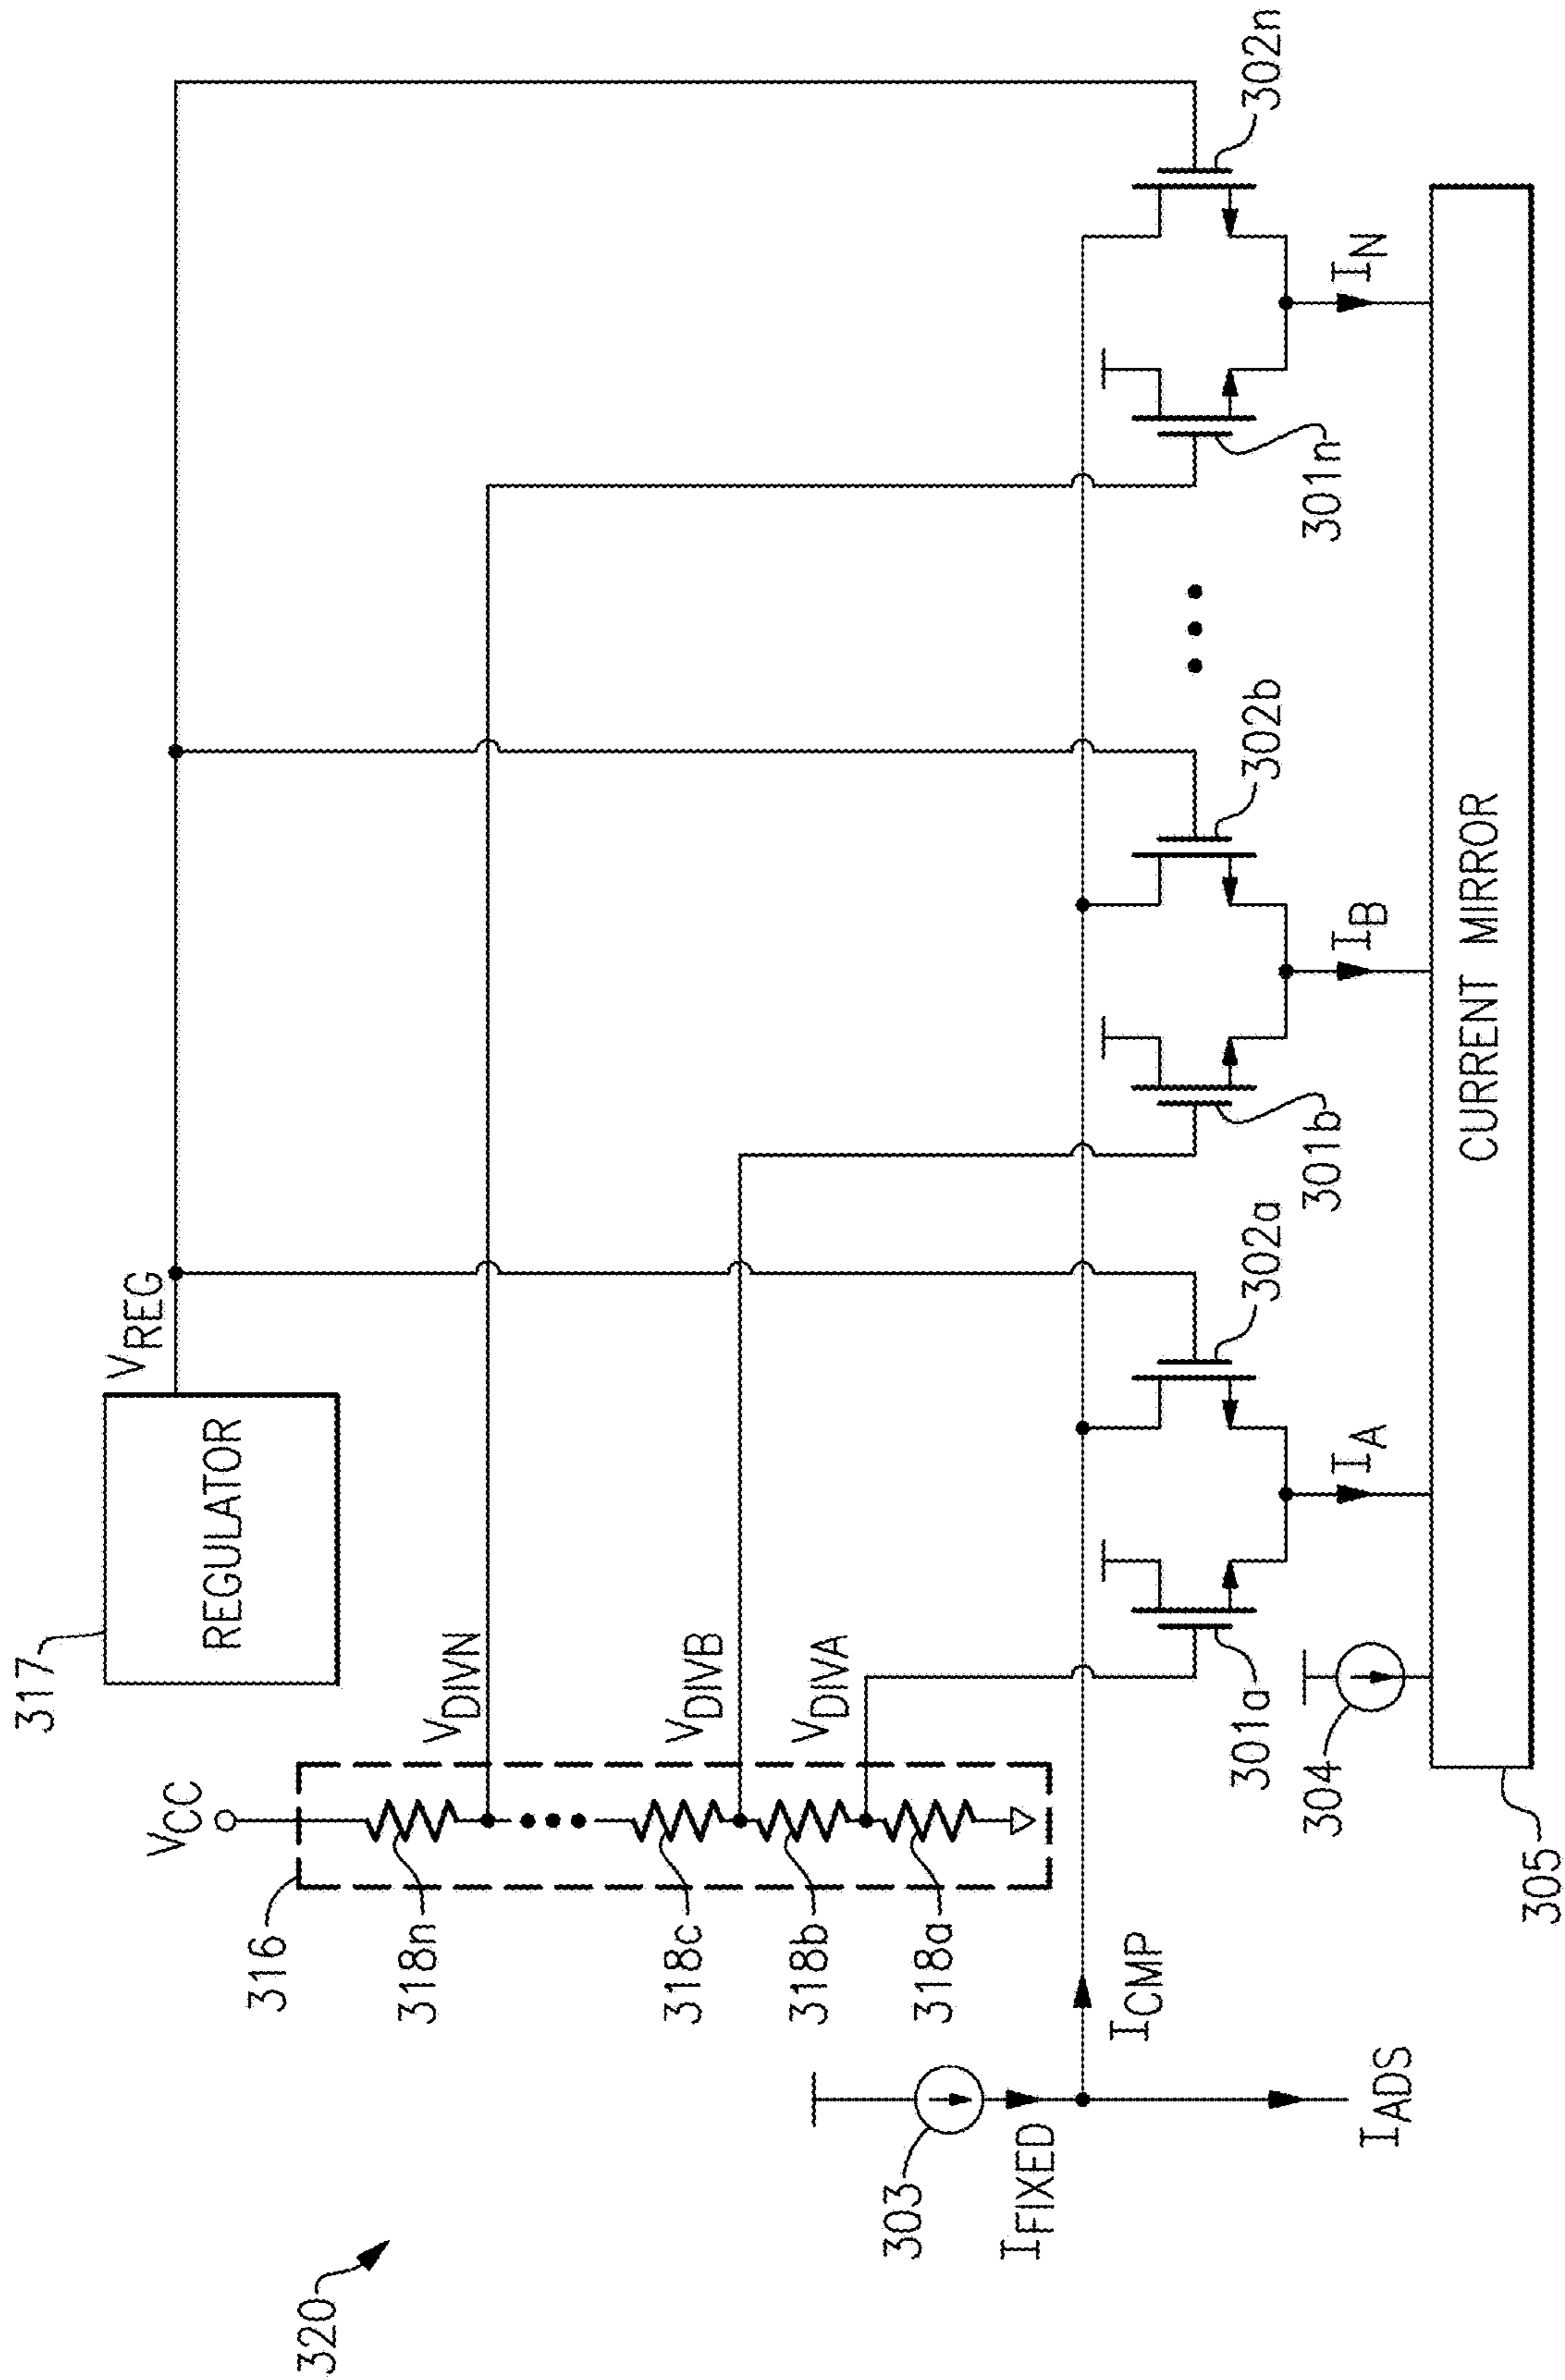 320
317
REGULATOR
VREG
VCC
316
318n
318c
318b
318a
VDIVN
VDIVB
VDIVA
303
IFIXED
ICMP
IADS
301a
302a
301b
302b
301n
302n
304
IA
IB
IN
CURRENT MIRROR
305